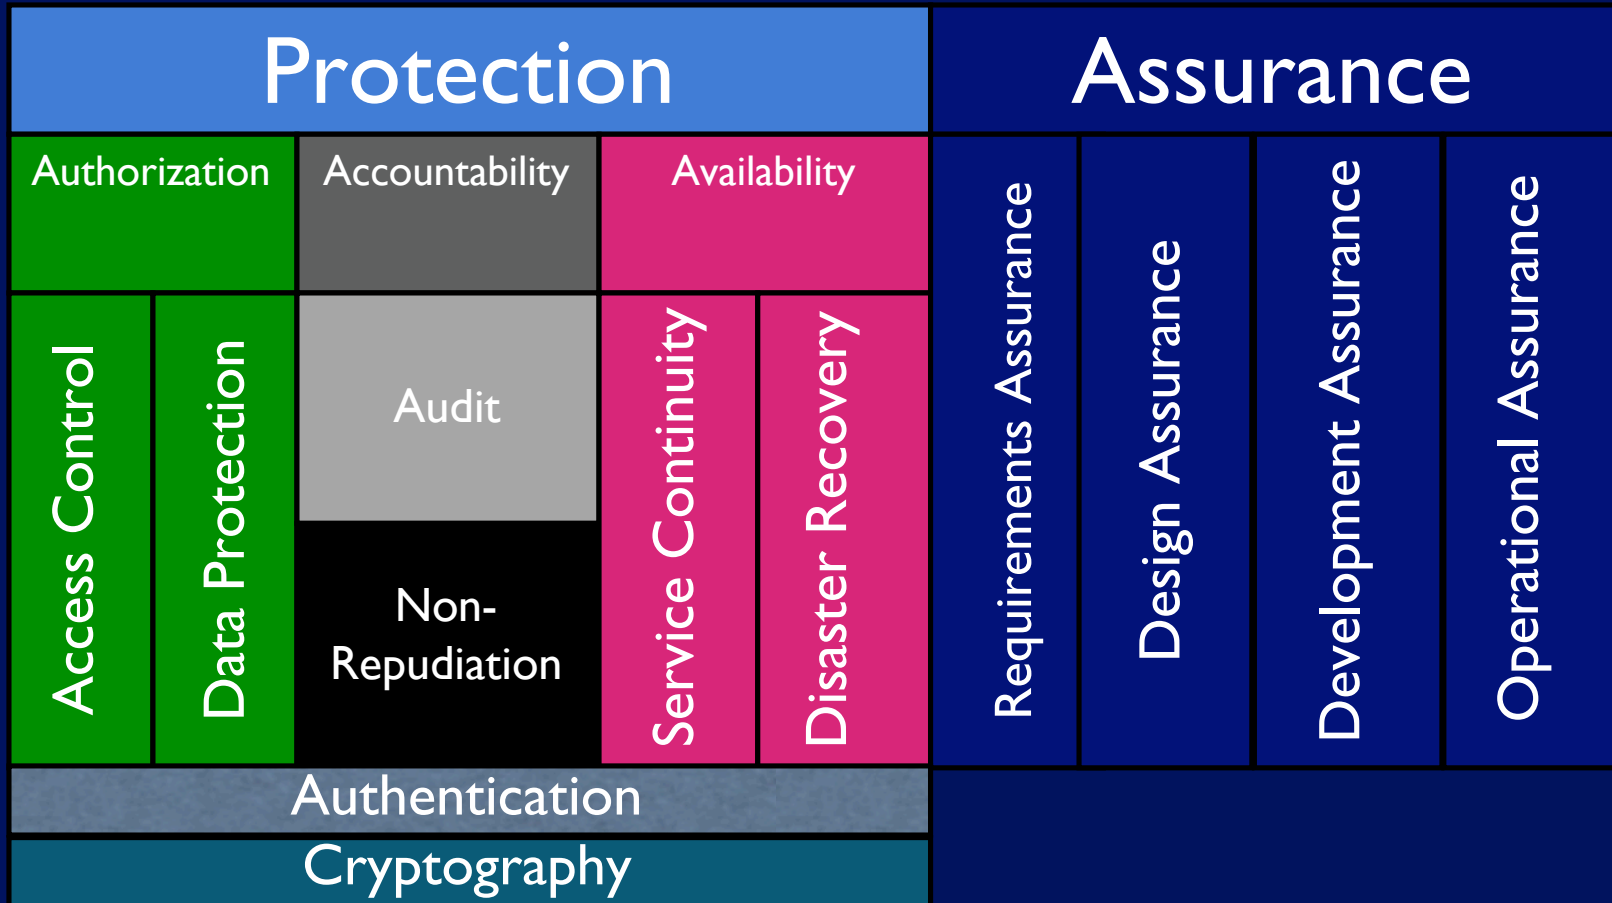 Protection
Assurance
Authorization
Accountability
Availability
Access Control
Data Protection
Audit
Non-
Repudiation
Service Continuity
Disaster Recovery
Requirements Assurance
Design Assurance
Development Assurance
Operational Assurance
Authentication
Cryptography